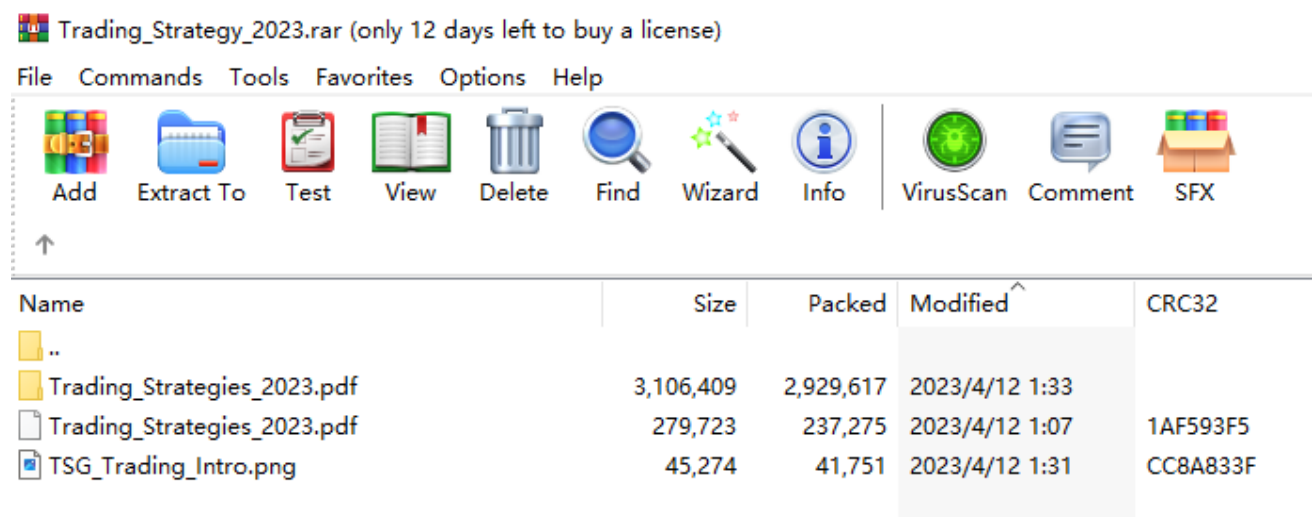 Trading_Strategy_2023.rar (only 12 days left to buy a license)
File Commands Tools Favorites Options Help
Add Extract To Test View Delete Find Wizard Info VirusScan Comment SFX
Name Size Packed Modified CRC32
..
Trading_Strategies_2023.pdf 3,106,409 2,929,617 2023/4/12 1:33
Trading_Strategies_2023.pdf 279,723 237,275 2023/4/12 1:07 1AF593F5
TSG_Trading_Intro.png 45,274 41,751 2023/4/12 1:31 CC8A833F